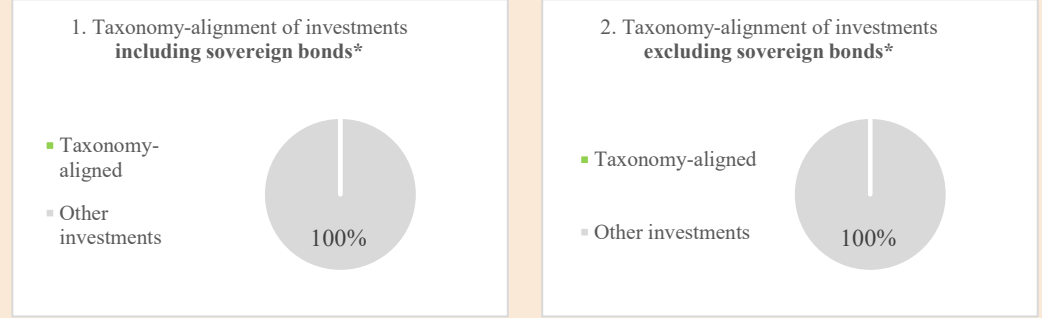 1. Taxonomy-alignment of investments
including sovereign bonds*
Taxonomy-
aligned
Other
investments
100%
2. Taxonomy-alignment of investments
excluding sovereign bonds*
Taxonomy-aligned
Other investments
100%